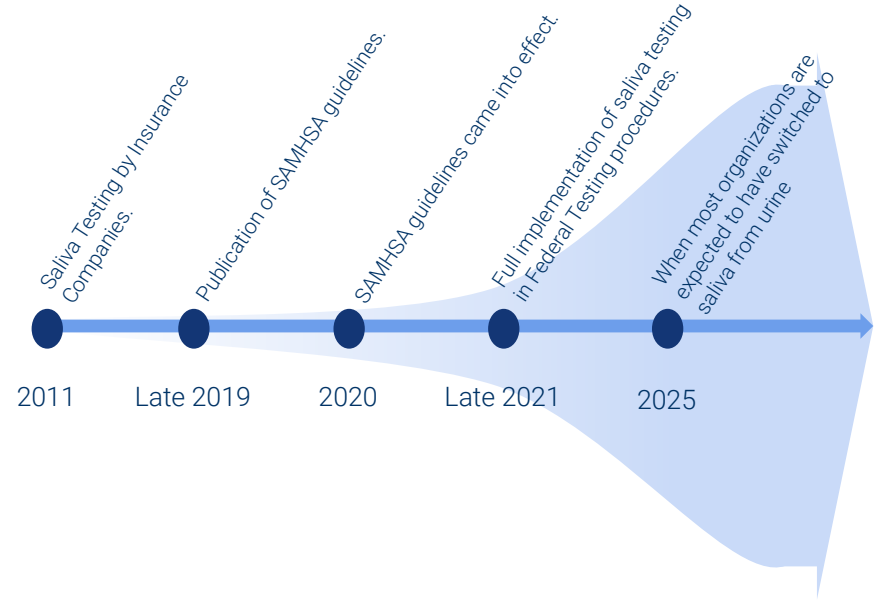 Saliva Testing by Insurance
Companies.
Publication of SAMHSA guidelines.
SAMHSA guidelines came into effect.
Full implementation of saliva testing
in Federal Testing procedures.
When most organizations are
expected to have switched to
saliva from urine
2011
Late 2019
2020
Late 2021
2025